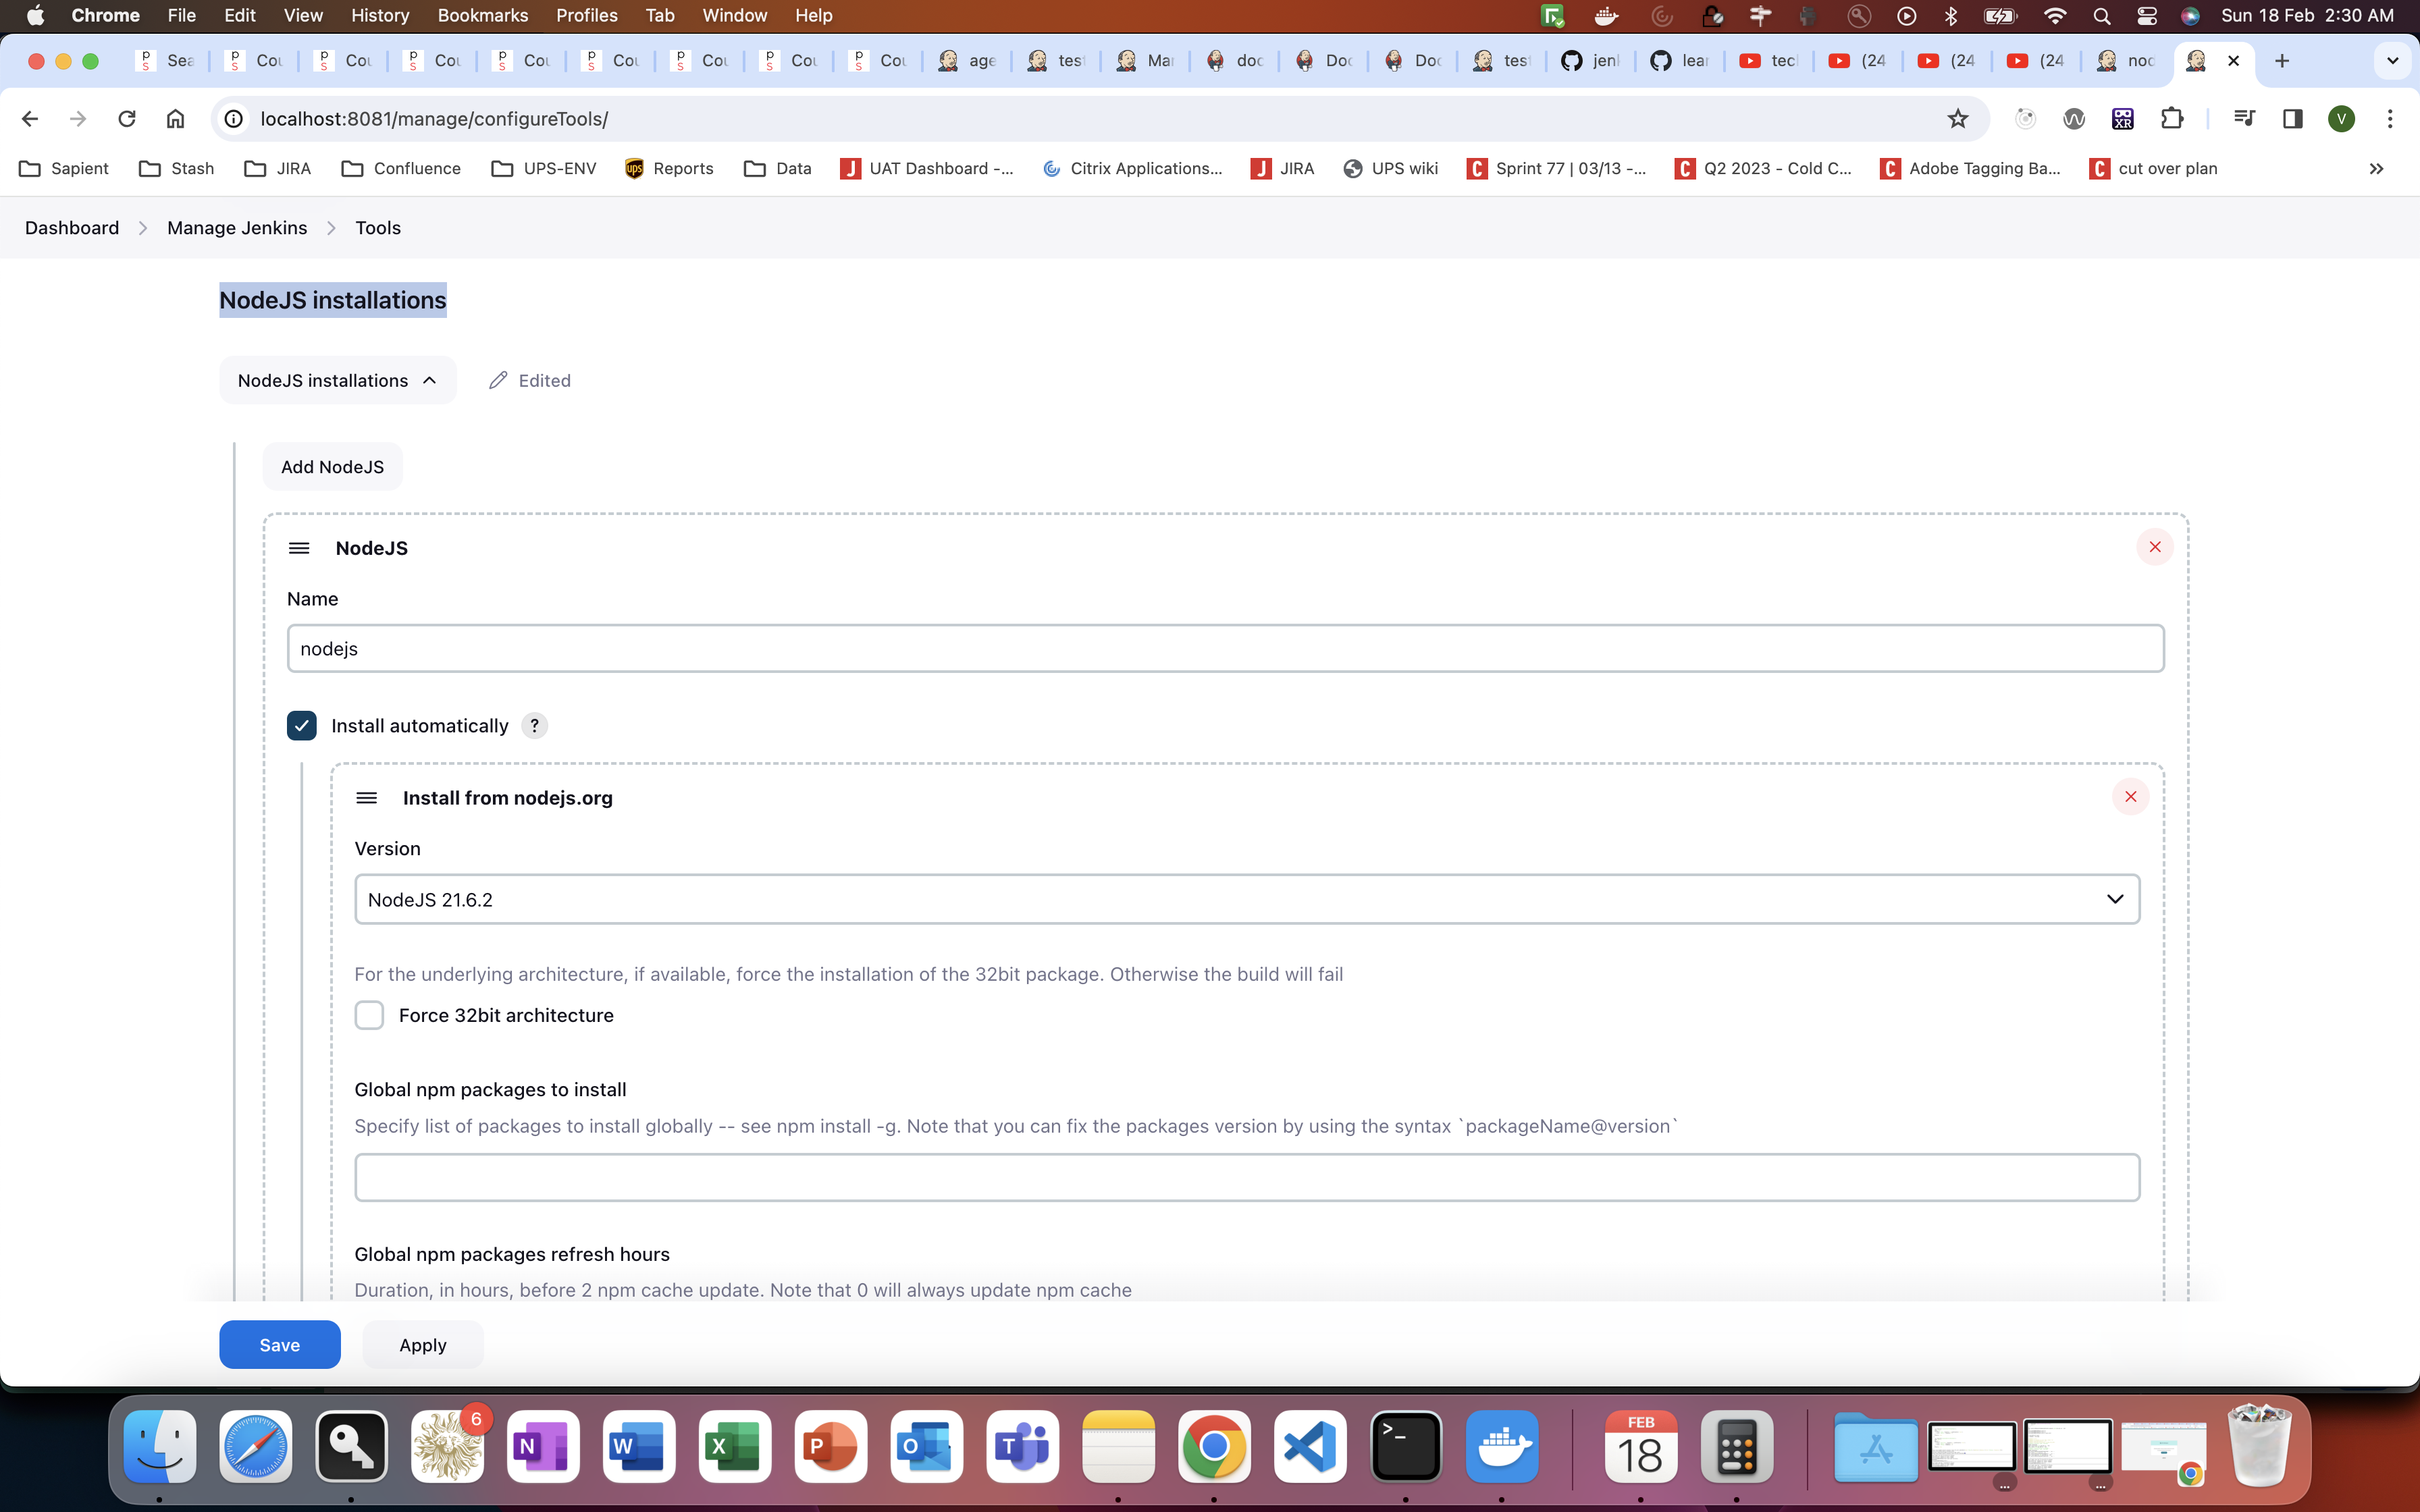 Chrome File Edit View History Bookmarks Profiles Tab Window Help Sun 18 Feb 2:30 AM
Sea Cou Cou Cou Cou Cou Cou Cou Cou age test Mar doc Doc Doc test jenk lear tech (24 (24 (24 nod
localhost:8081/manage/configureTools/ V
Sapient Stash JIRA Confluence UPS-ENV Reports Data UAT Dashboard -... Citrix Applications... JIRA UPS wiki Sprint 77 | 03/13 -... Q2 2023 - Cold C... Adobe Tagging Ba... cut over plan
Dashboard > Manage Jenkins > Tools
NodeJS installations
NodeJS installations Edited
Add NodeJS
NodeJS
Name
nodejs
Install automatically ?
Install from nodejs.org
Version
NodeJS 21.6.2
For the underlying architecture, if available, force the installation of the 32bit package. Otherwise the build will fail
Force 32bit architecture
Global npm packages to install
Specify list of packages to install globally -- see npm install -g. Note that you can fix the packages version by using the syntax `packageName@version`
Global npm packages refresh hours
Duration, in hours, before 2 npm cache update. Note that 0 will always update npm cache
Save Apply
6 N W X P O T >_ FEB 18